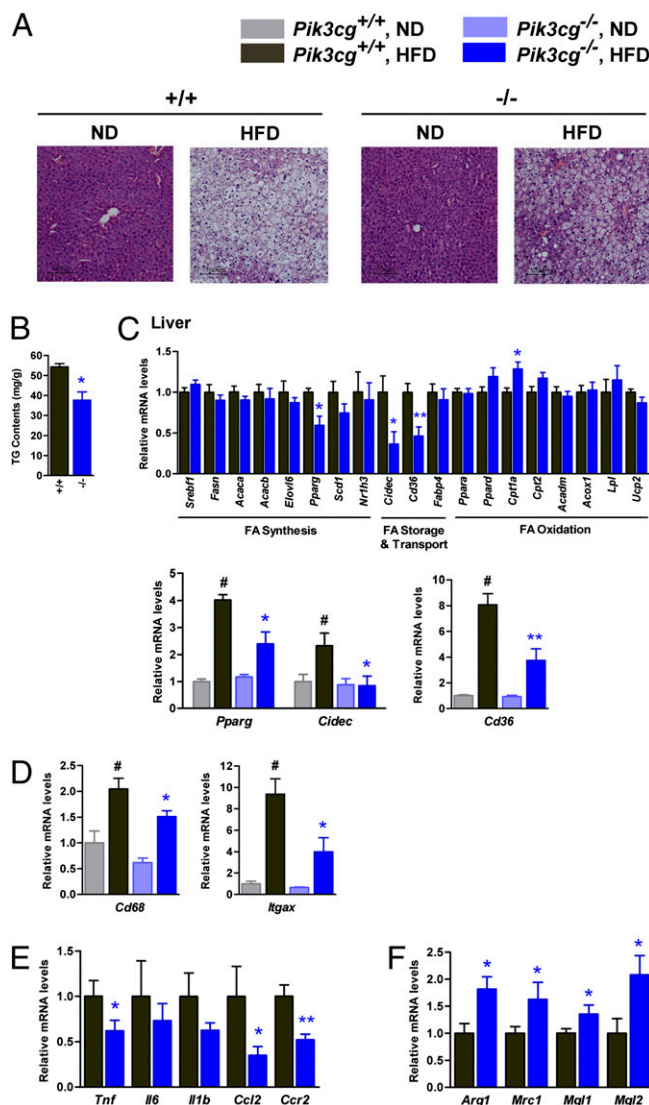 A
Pik3cg+/+, ND
Pik3cg-/-, ND
Pik3cg+/+, HFD
Pik3cg-/-, HFD
+/+
-/-
ND
HFD
ND
HFD
B
TG Contents (mg/g)
60
50
40
30
20
10
0
*
+/+
-/-
C
Liver
Relative mRNA levels
1.5
1.0
0.5
0.0
*
*
**
*
Srebf1
Fasn
Acaca
Acacb
Elovl6
Pparg
Scd1
Nr1h3
Cidec
Cd36
Fabp4
Ppara
Ppard
Cpt1a
Cpt2
Acadm
Acox1
Lpl
Ucp2
FA Synthesis
FA Storage
& Transport
FA Oxidation
Relative mRNA levels
5
4
3
2
1
0
#
*
#
*
Pparg
Cidec
Relative mRNA levels
10
8
6
4
2
0
#
**
Cd36
D
Relative mRNA levels
2.5
2.0
1.5
1.0
0.5
0.0
#
*
Cd68
Relative mRNA levels
12
10
8
6
4
2
0
#
*
Itgax
E
Relative mRNA levels
1.5
1.0
0.5
0.0
*
*
**
Tnf
Il6
Il1b
Ccl2
Ccr2
F
Relative mRNA levels
2.5
2.0
1.5
1.0
0.5
0.0
*
*
*
*
Arg1
Mrc1
Mgl1
Mgl2